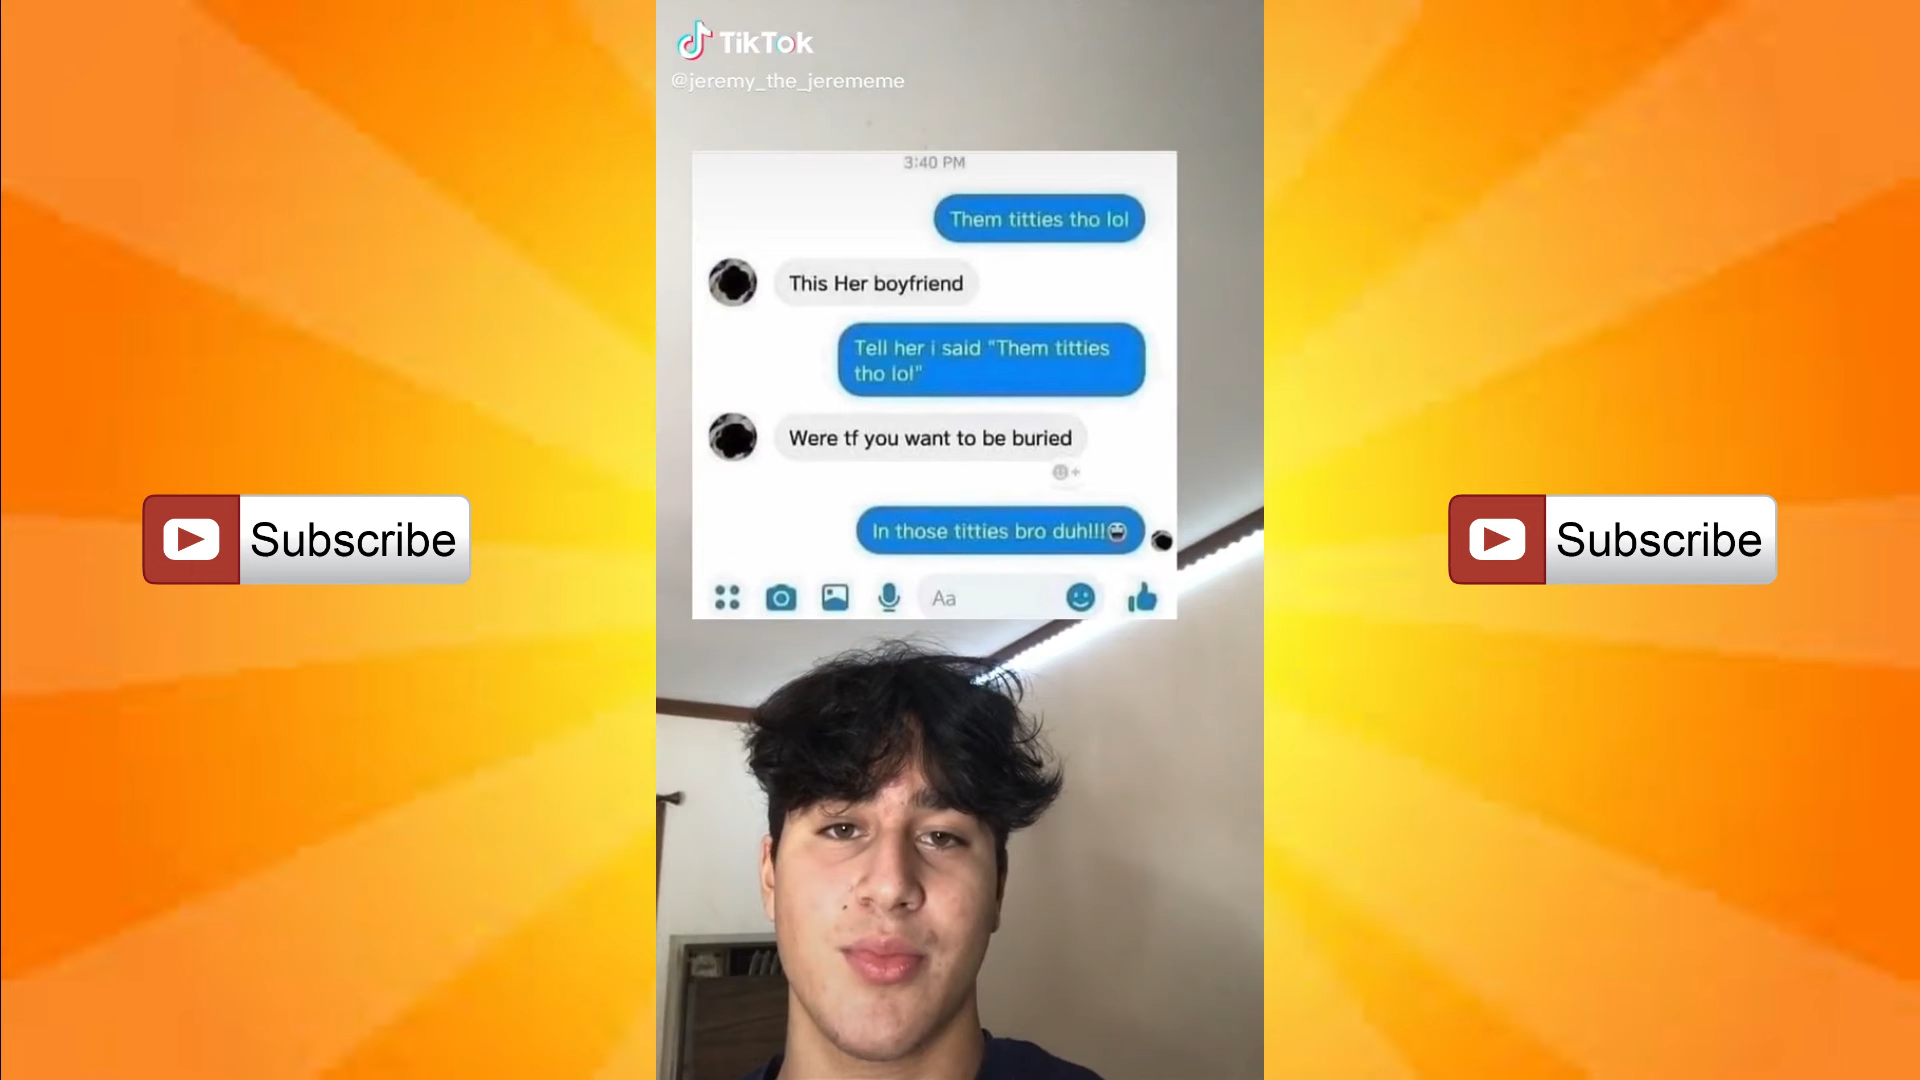 TikTok
@jeremy_the_jerememe
3:40 PM
Them titties tho lol
This Her boyfriend
Tell her i said "Them titties
tho lol"
Were tf you want to be buried
In those titties bro duh!!!😆
Aa
Subscribe
Subscribe